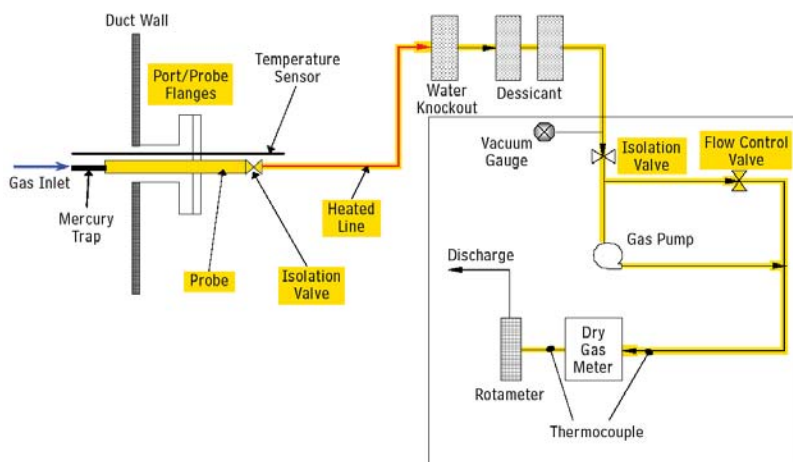 Duct Wall
Port/Probe
Flanges
Temperature
Sensor
Water
Knockout
Dessicant
Gas Inlet
Mercury
Trap
Probe
Isolation
Valve
Heated
Line
Vacuum
Gauge
Isolation
Valve
Flow Control
Valve
Gas Pump
Discharge
Dry
Gas
Meter
Rotameter
Thermocouple